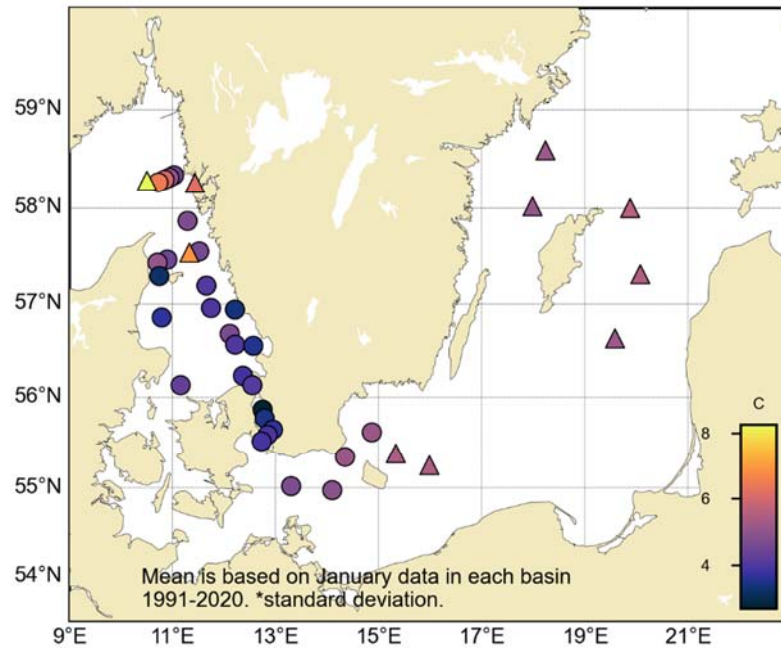 59°N
58°N
57°N
56°N
55°N
54°N
C
8
6
4
Mean is based on January data in each basin
1991-2020. *standard deviation.
9°E 11°E 13°E 15°E 17°E 19°E 21°E